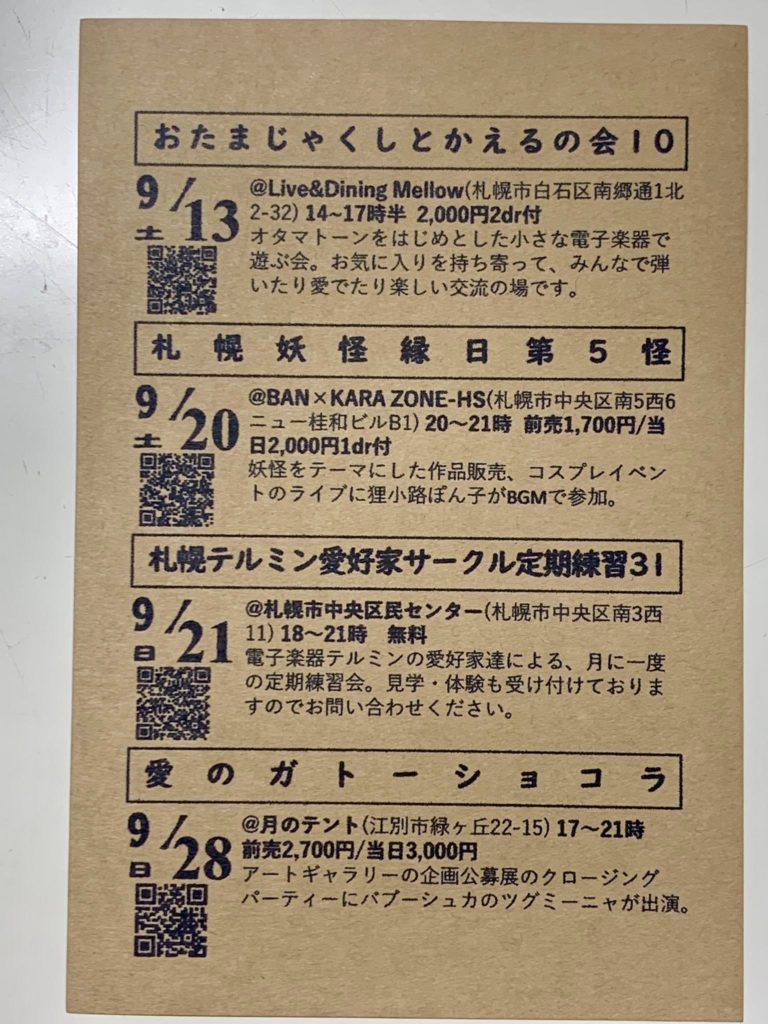 おたまじゃくしとかえるの会10
9/13
土
@Live&Dining Mellow(札幌市白石区南郷通1北
2-32) 14~17時半 2,000円2dr付
オタマトーンをはじめとした小さな電子楽器で
遊ぶ会。お気に入りを持ち寄って、みんなで弾
いたり愛でたり楽しい交流の場です。
札幌妖怪縁日第5怪
9/20
土
@BAN×KARA ZONE-HS(札幌市中央区南5西6
ニュー桂和ビルB1) 20〜21時 前売1,700円/当
日2,000円1dr付
妖怪をテーマにした作品販売、コスプレイベン
トのライブに狸小路ぽん子がBGMで参加。
札幌テルミン愛好家サークル定期練習31
9/21
日
@札幌市中央区民センター(札幌市中央区南3西
11) 18〜21時 無料
電子楽器テルミンの愛好家達による、月に一度
の定期練習会。見学・体験も受け付けておりま
すのでお問い合わせください。
愛のガトーショコラ
9/28
日
@月のテント(江別市緑ヶ丘22-15) 17〜21時
前売2,700円/当日3,000円
アートギャラリーの企画公募展のクロージング
パーティーにバブーシュカのツグミーニャが出演。